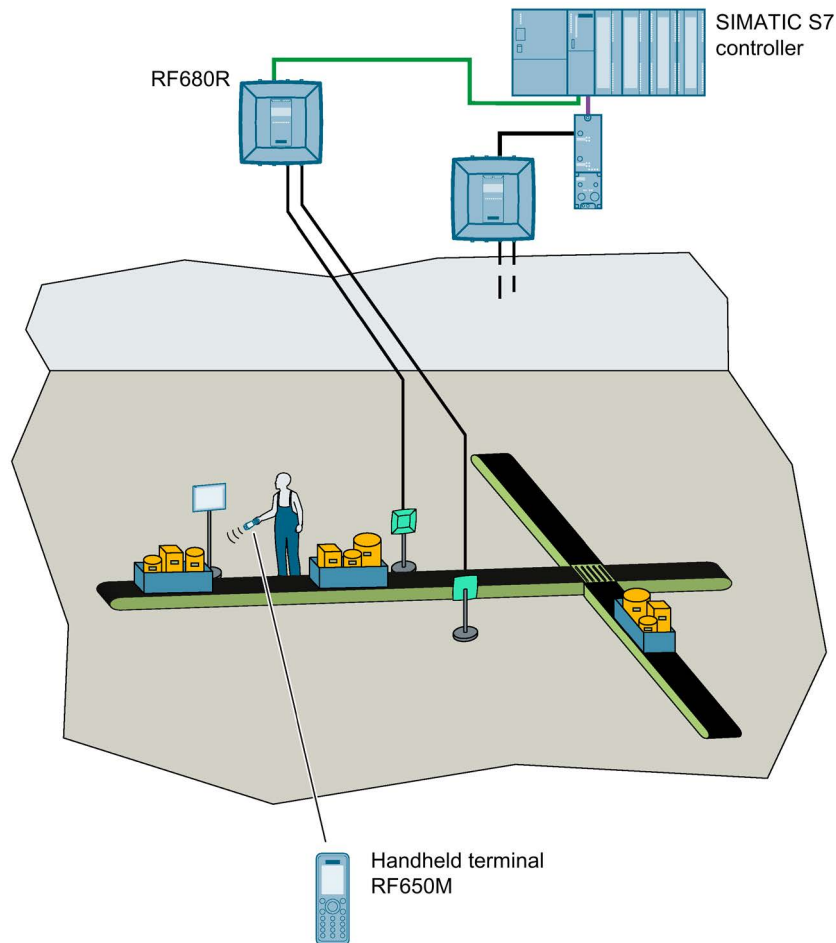 SIMATIC S7
controller
RF680R
Handheld terminal
RF650M